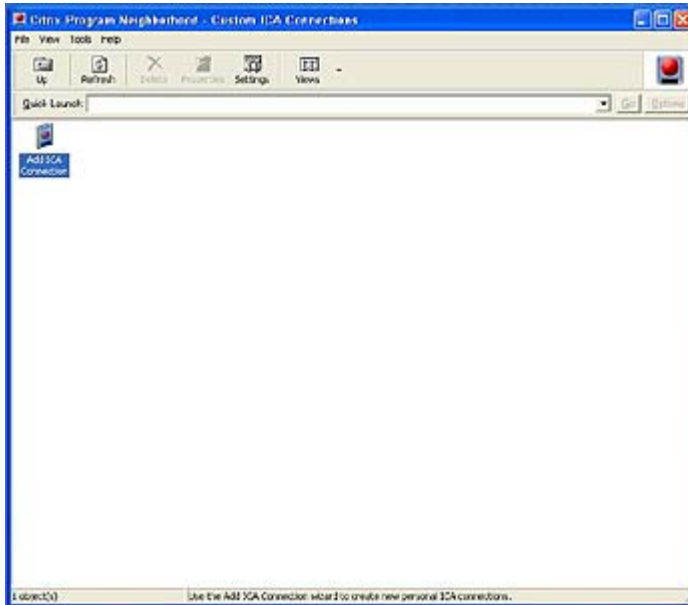 Citrix Program Neighborhood - Custom ICA Connections
File View Tools Help
Up Refresh Delete Properties Settings Views
Quick Launch: Go Options
Add ICA
Connection
1 object(s) Use the Add ICA Connection wizard to create new personal ICA connections.